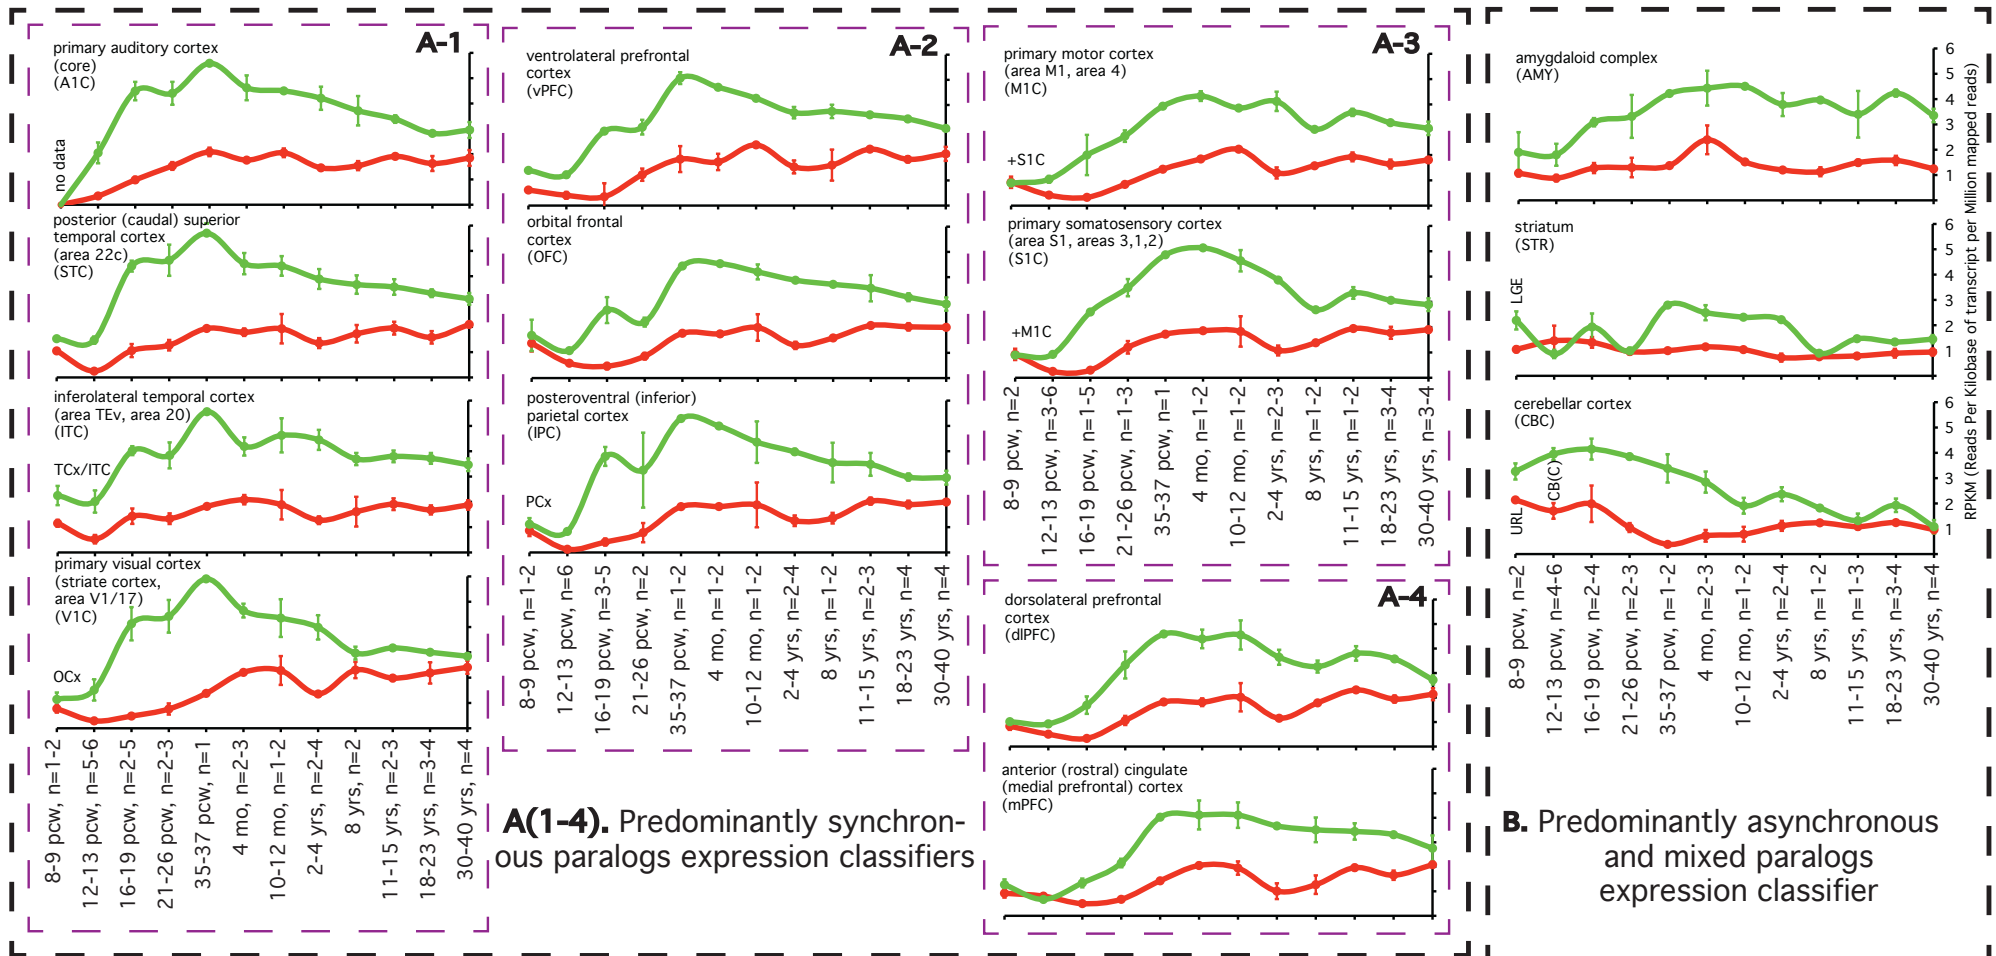 A-1
primary auditory cortex
(core)
(A1C)
no data
posterior (caudal) superior
temporal cortex
(area 22c)
(STC)
inferolateral temporal cortex
(area TEv, area 20)
(ITC)
TCx/ITC
primary visual cortex
(striate cortex,
area V1/17)
(V1C)
OCx
8-9 pcw, n=1-2
12-13 pcw, n=5-6
16-19 pcw, n=2-5
21-26 pcw, n=2-3
35-37 pcw, n=1
4 mo, n=2-3
10-12 mo, n=1-2
2-4 yrs, n=2-4
8 yrs, n=2
11-15 yrs, n=2-3
18-23 yrs, n=3-4
30-40 yrs, n=4
A-2
ventrolateral prefrontal
cortex
(vPFC)
orbital frontal
cortex
(OFC)
posteroventral (inferior)
parietal cortex
(IPC)
PCx
8-9 pcw, n=1-2
12-13 pcw, n=6
16-19 pcw, n=3-5
21-26 pcw, n=2
35-37 pcw, n=1-2
4 mo, n=1-2
10-12 mo, n=1-2
2-4 yrs, n=2-4
8 yrs, n=1-2
11-15 yrs, n=2-3
18-23 yrs, n=4
30-40 yrs, n=4
A-3
primary motor cortex
(area M1, area 4)
(M1C)
+S1C
primary somatosensory cortex
(area S1, areas 3,1,2)
(S1C)
+M1C
8-9 pcw, n=2
12-13 pcw, n=3-6
16-19 pcw, n=1-5
21-26 pcw, n=1-3
35-37 pcw, n=1
4 mo, n=1-2
10-12 mo, n=1-2
2-4 yrs, n=2-3
8 yrs, n=1-2
11-15 yrs, n=1-2
18-23 yrs, n=3-4
30-40 yrs, n=3-4
A-4
dorsolateral prefrontal
cortex
(dlPFC)
anterior (rostral) cingulate
(medial prefrontal) cortex
(mPFC)
A(1-4). Predominantly synchron-
ous paralogs expression classifiers
amygdaloid complex
(AMY)
6
5
4
3
2
1
striatum
(STR)
LGE
6
5
4
3
2
1
cerebellar cortex
(CBC)
URL
CB(C)
6
5
4
3
2
1
RPKM (Reads Per Kilobase of transcript per Million mapped reads)
8-9 pcw, n=2
12-13 pcw, n=4-6
16-19 pcw, n=2-4
21-26 pcw, n=2-3
35-37 pcw, n=1-2
4 mo, n=2-3
10-12 mo, n=1-2
2-4 yrs, n=2-4
8 yrs, n=1-2
11-15 yrs, n=1-3
18-23 yrs, n=3-4
30-40 yrs, n=4
B. Predominantly asynchronous
and mixed paralogs
expression classifier